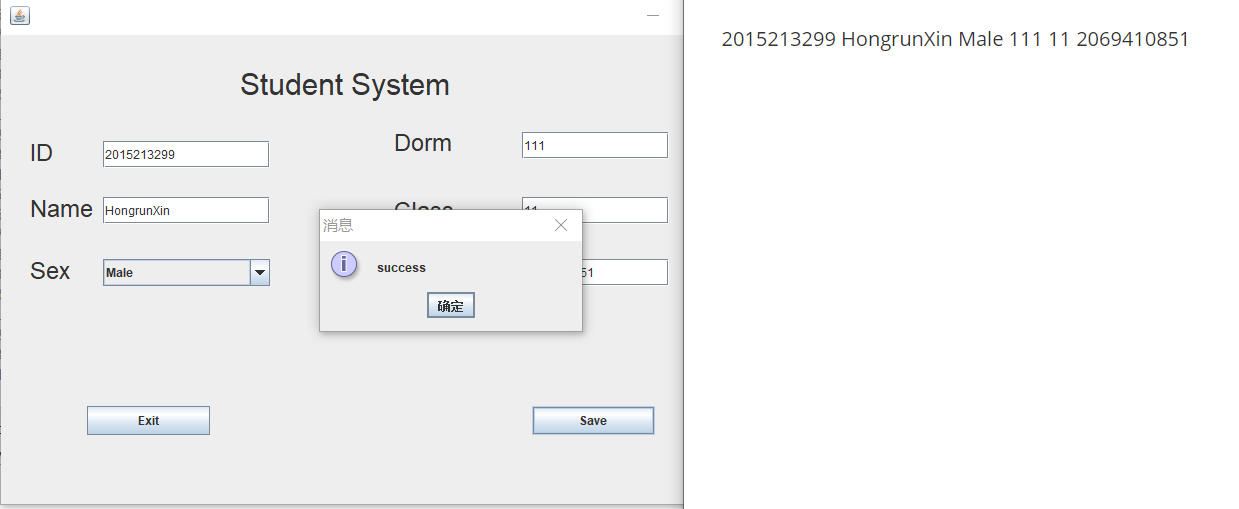 Student System
ID 2015213299
Name HongrunXin
Sex Male
Dorm 111
Class 11
51
消息
success
确定
Exit
Save
2015213299 HongrunXin Male 111 11 2069410851